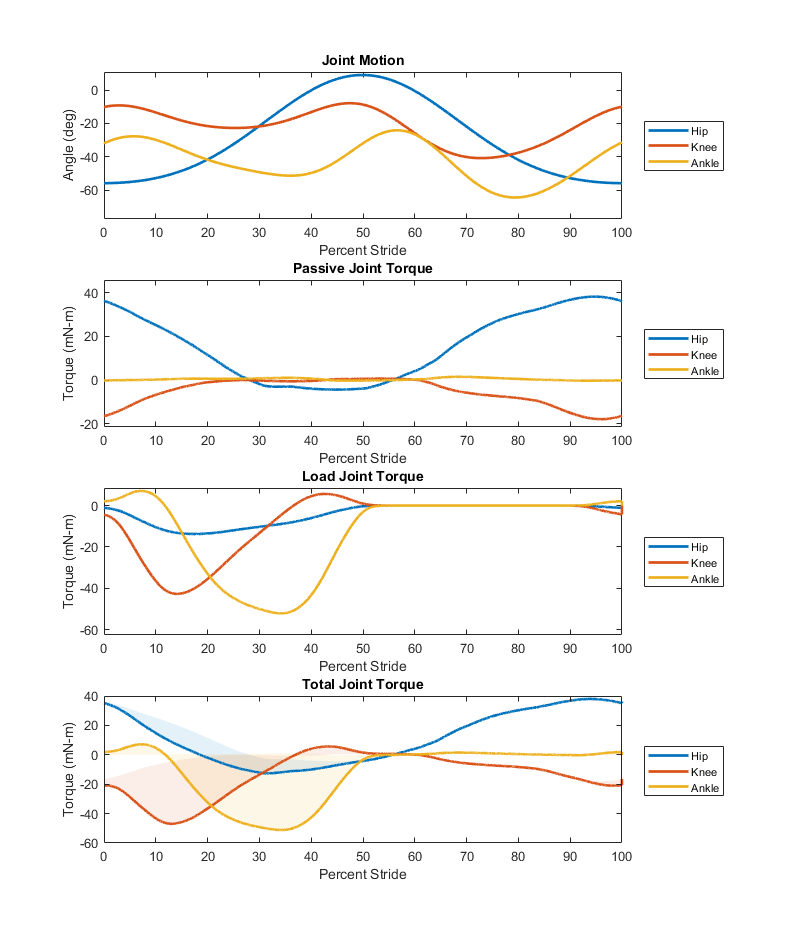 Joint Motion
0
-20
-40
-60
Angle (deg)
0 10 20 30 40 50 60 70 80 90 100
Percent Stride
Hip
Knee
Ankle
Passive Joint Torque
40
20
0
-20
Torque (mN-m)
0 10 20 30 40 50 60 70 80 90 100
Percent Stride
Hip
Knee
Ankle
Load Joint Torque
0
-20
-40
-60
Torque (mN-m)
0 10 20 30 40 50 60 70 80 90 100
Percent Stride
Hip
Knee
Ankle
Total Joint Torque
40
20
0
-20
-40
-60
Torque (mN-m)
0 10 20 30 40 50 60 70 80 90 100
Percent Stride
Hip
Knee
Ankle